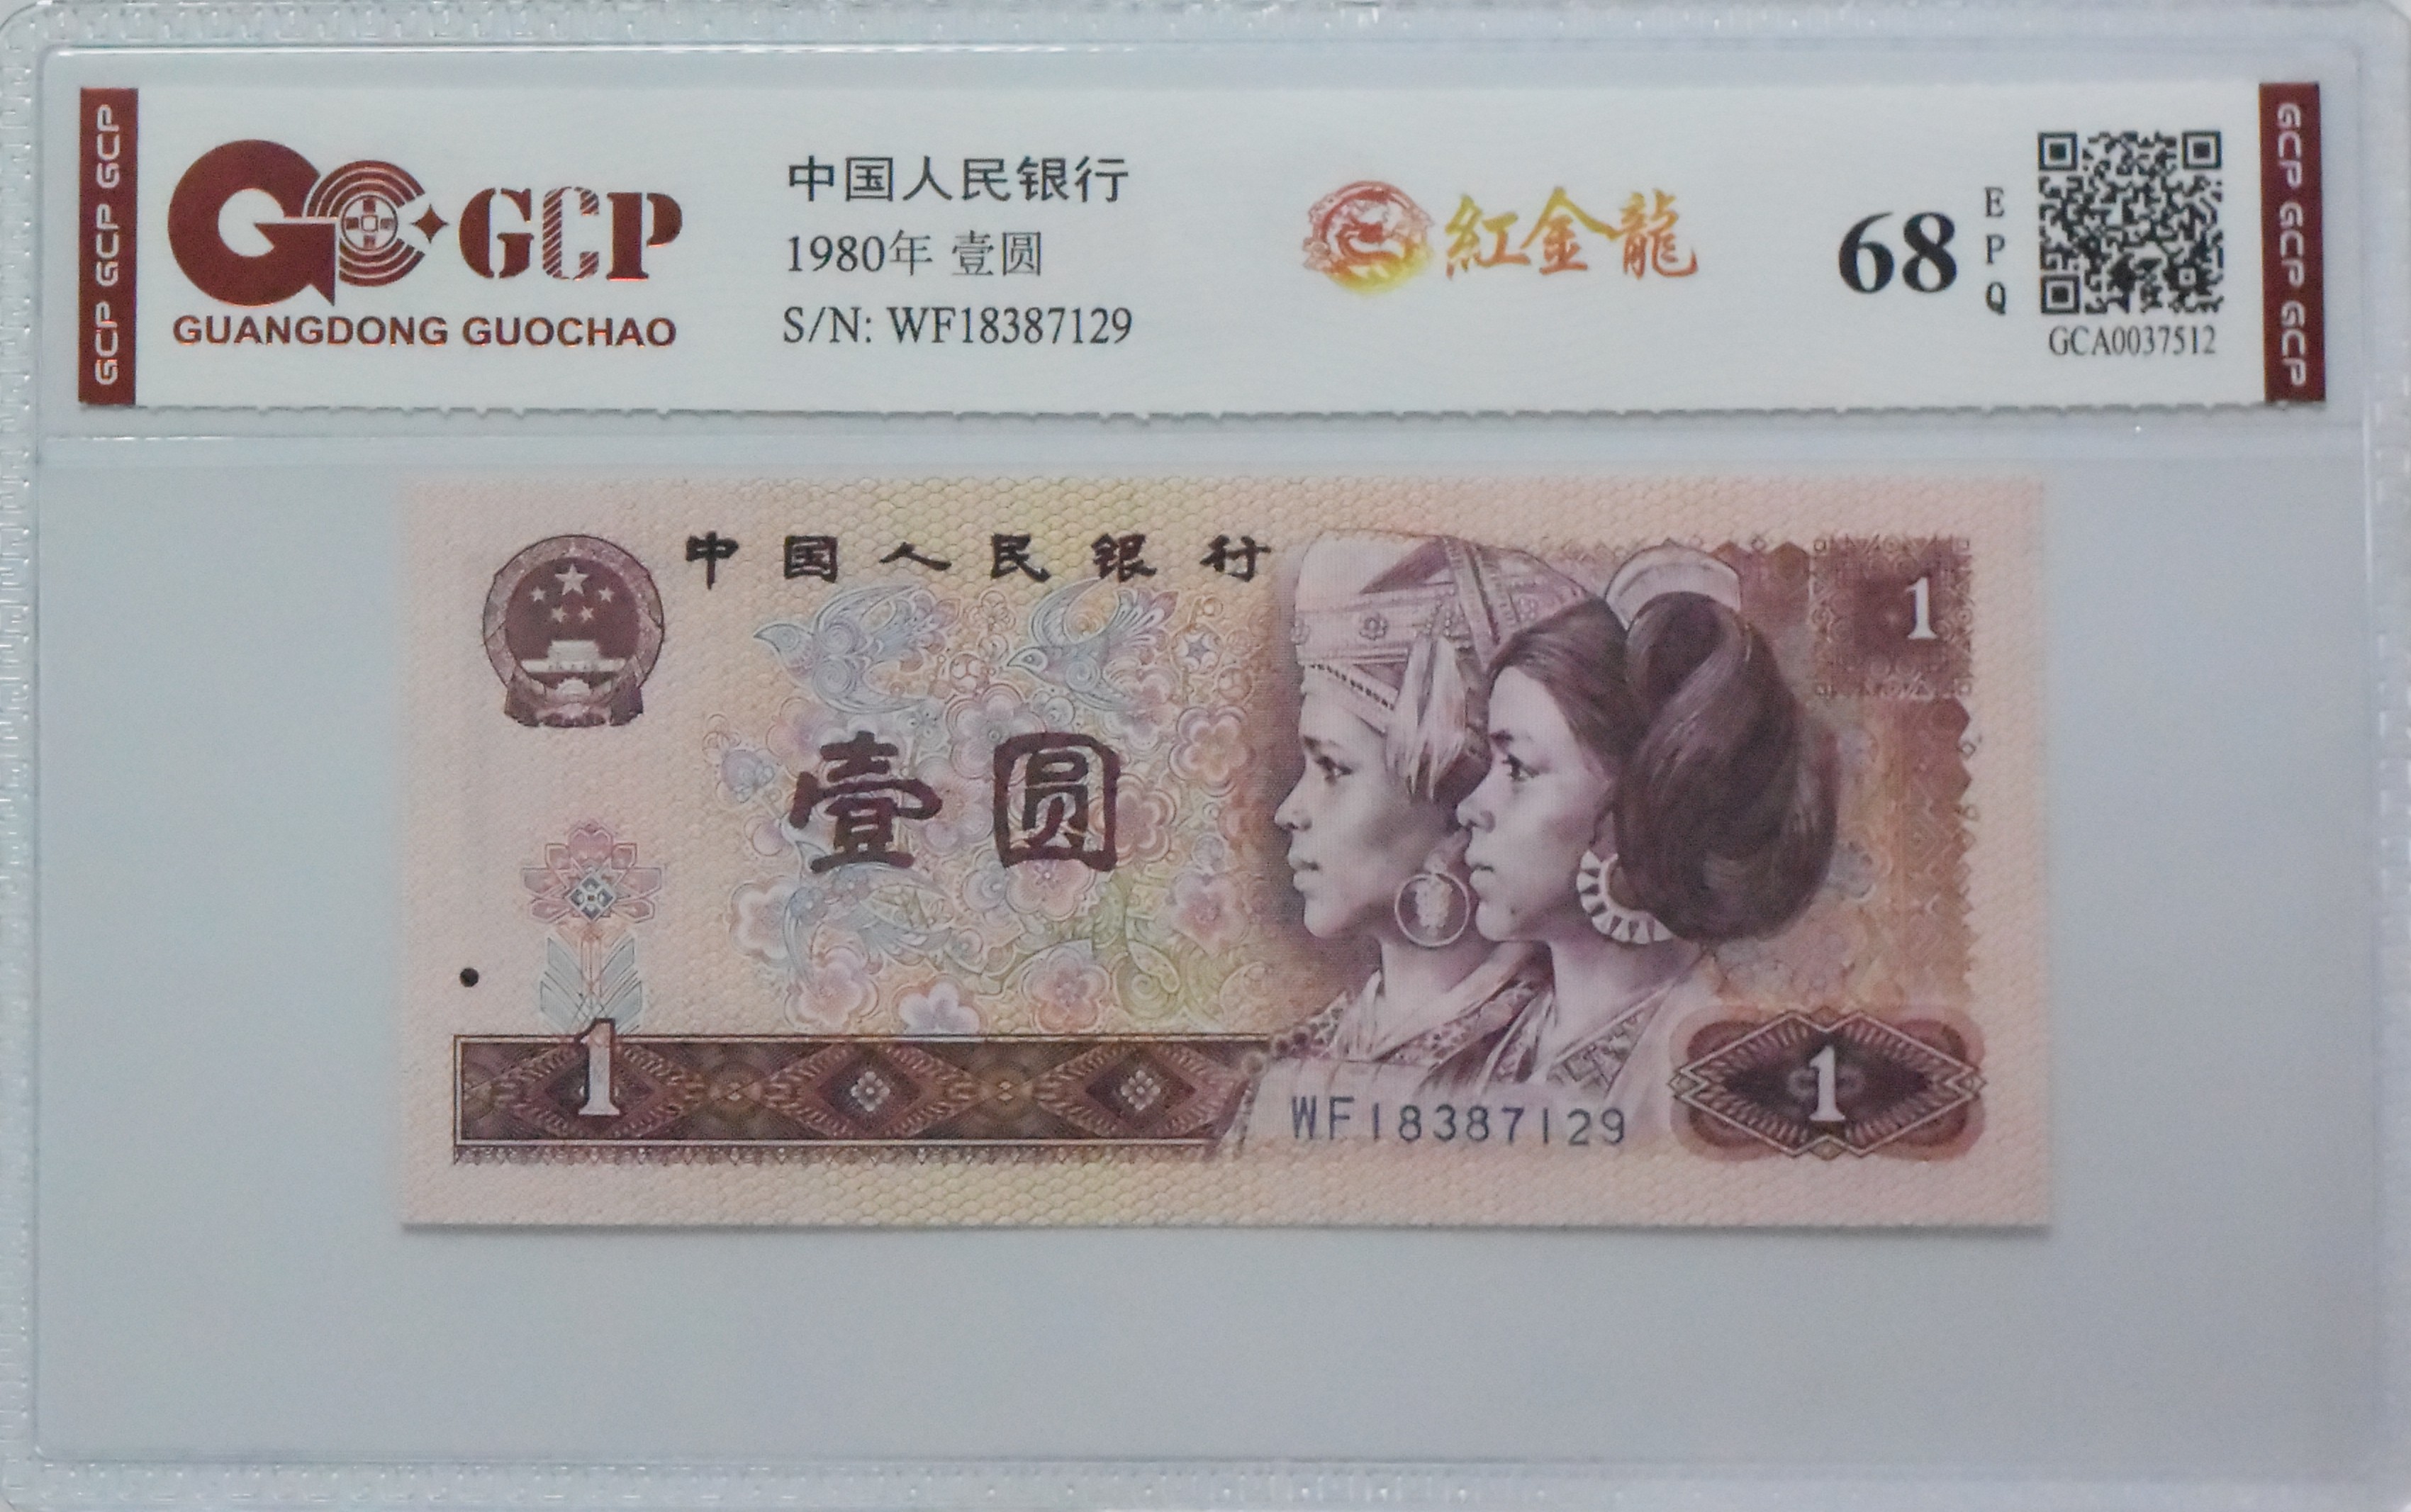 GCP GCP GCP
GCP
GUANGDONG GUOCHAO
中国人民银行
1980年 壹圆
S/N: WF18387129
紅金龍
68
EPQ
GCA0037512
GCP GCP GCP
中国人民银行
1
壹圆
1
WF18387129
1